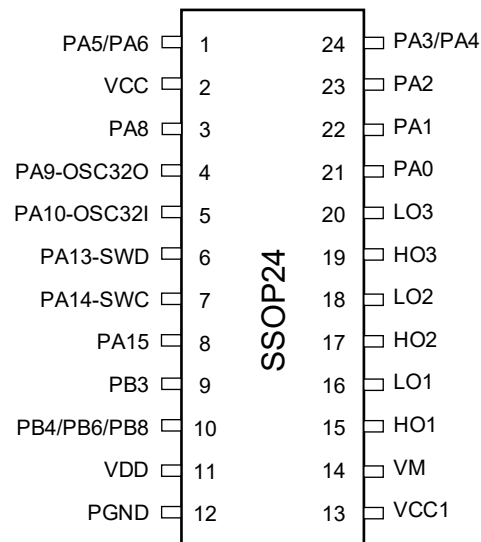 PA5/PA6 1 24 PA3/PA4
VCC 2 23 PA2
PA8 3 22 PA1
PA9-OSC32O 4 21 PA0
PA10-OSC32I 5 20 LO3
PA13-SWD 6 19 HO3
PA14-SWC 7 18 LO2
PA15 8 17 HO2
PB3 9 16 LO1
PB4/PB6/PB8 10 15 HO1
VDD 11 14 VM
PGND 12 13 VCC1
SSOP24